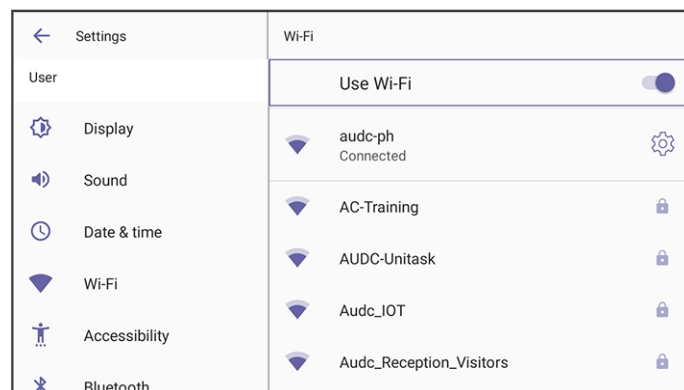 Settings
User
Display
Sound
Date & time
Wi-Fi
Accessibility
Bluetooth
Wi-Fi
Use Wi-Fi
audc-ph
Connected
AC-Training
AUDC-Unitask
Audc_IOT
Audc_Reception_Visitors